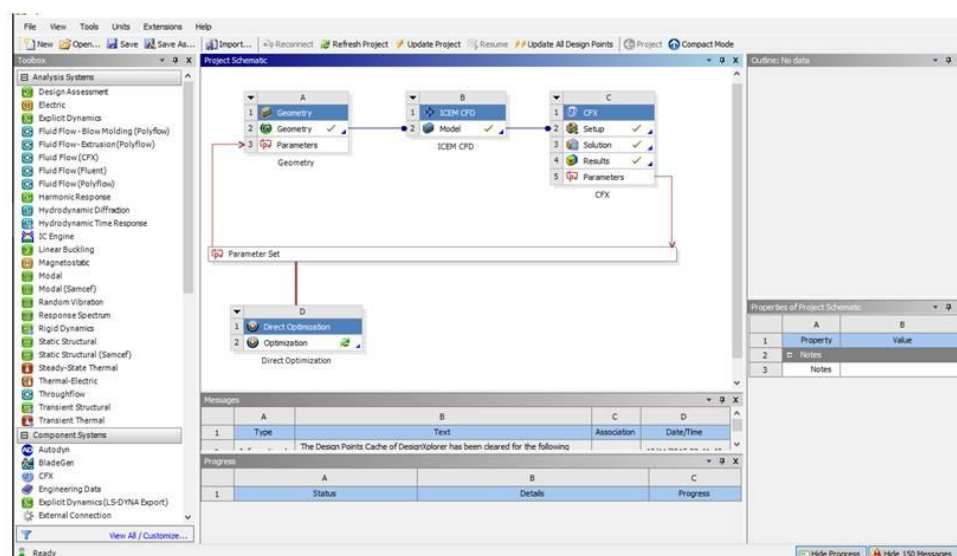 File View Tools Units Extensions Help
New Open... Save Save As... Import... Reconnect Refresh Project Update Project Resume Update All Design Points Project Compact Mode
Toolbox
Analysis Systems
Design Assessment
Electric
Explicit Dynamics
Fluid Flow - Blow Molding (Polyflow)
Fluid Flow - Extrusion (Polyflow)
Fluid Flow (CFX)
Fluid Flow (Fluent)
Fluid Flow (Polyflow)
Harmonic Response
Hydrodynamic Diffraction
Hydrodynamic Time Response
IC Engine
Linear Buckling
Magnetostatic
Modal
Modal (Samcef)
Random Vibration
Response Spectrum
Rigid Dynamics
Static Structural
Static Structural (Samcef)
Steady-State Thermal
Thermal-Electric
Throughflow
Transient Structural
Transient Thermal
Component Systems
Autodyn
BladeGen
CFX
Engineering Data
Explicit Dynamics (LS-DYNA Export)
External Connection
View All / Customize...
Project Schematic
A
1 Geometry
2 Geometry
3 Parameters
Geometry
B
1 ICEM CFD
2 Model
ICEM CFD
C
1 CFX
2 Setup
3 Solution
4 Results
5 Parameters
CFX
Parameter Set
D
1 Direct Optimization
2 Optimization
Direct Optimization
Messages
A B C D
1 Type Text Association Date/Time
The Design Points Cache of DesignXplorer has been cleared for the following
Progress
A B C
1 Status Details Progress
Outline: No data
Properties of Project Schematic
A B
1 Property Value
2 Notes
3 Notes
Ready
Hide Progress Hide 150 Messages